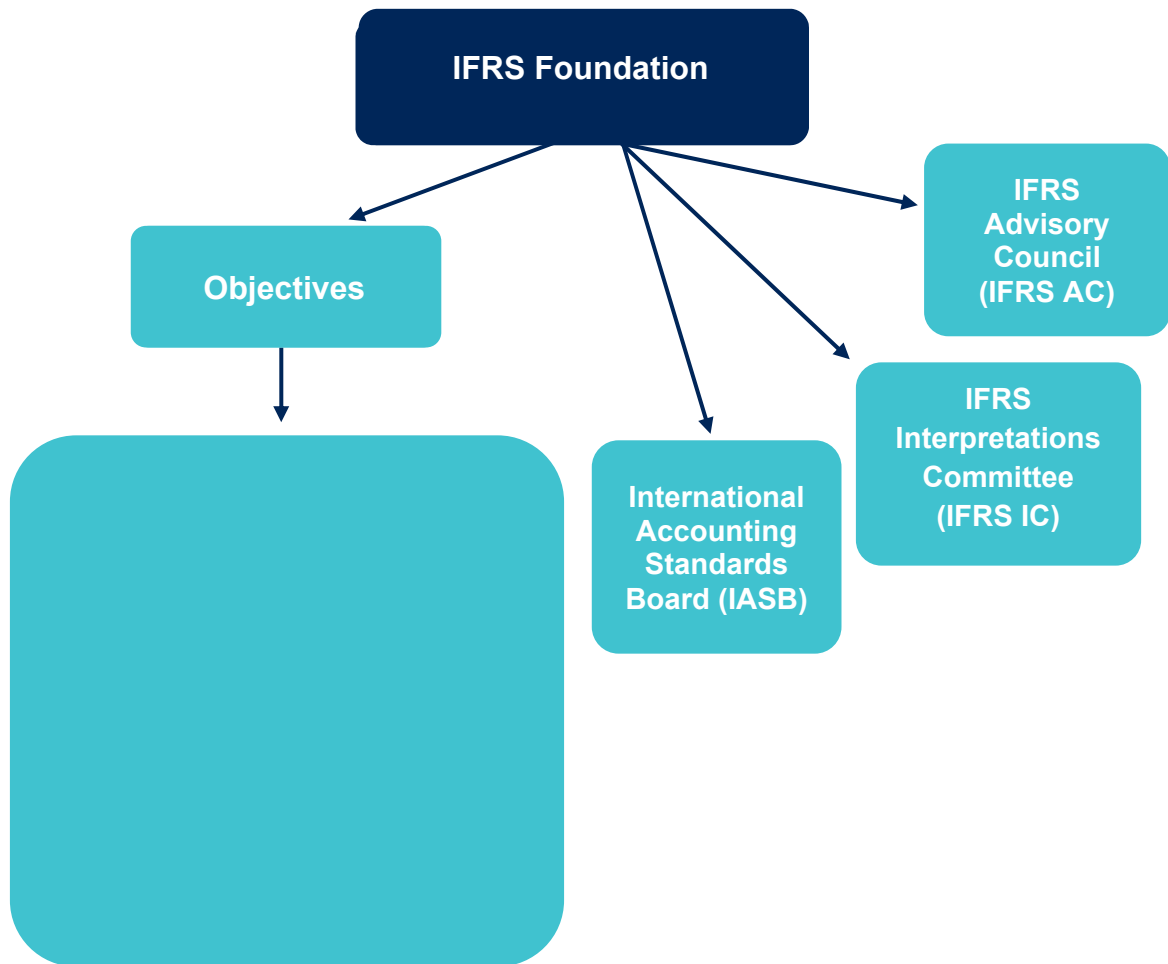 IFRS Foundation
Objectives
IFRS
Advisory
Council
(IFRS AC)
IFRS
Interpretations
Committee
(IFRS IC)
International
Accounting
Standards
Board (IASB)